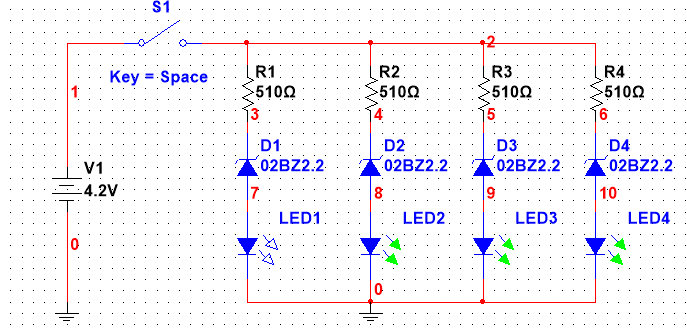 S1
Key = Space
2
1
R1
510Ω
R2
510Ω
R3
510Ω
R4
510Ω
3
4
5
6
D1
02BZ2.2
D2
02BZ2.2
D3
02BZ2.2
D4
02BZ2.2
V1
4.2V
7
8
9
10
LED1
LED2
LED3
LED4
0
0